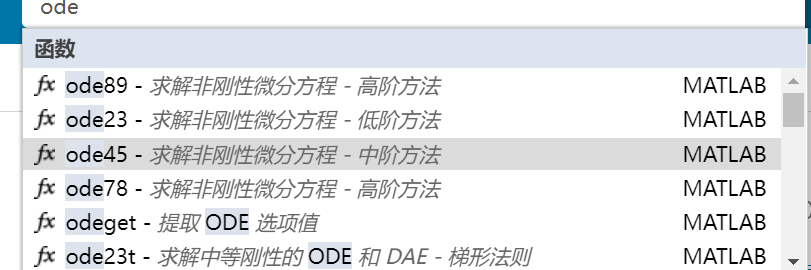 ode
函数
fx ode89 - 求解非刚性微分方程 - 高阶方法 MATLAB
fx ode23 - 求解非刚性微分方程 - 低阶方法 MATLAB
fx ode45 - 求解非刚性微分方程 - 中阶方法 MATLAB
fx ode78 - 求解非刚性微分方程 - 高阶方法 MATLAB
fx odeget - 提取 ODE 选项值 MATLAB
fx ode23t - 求解中等刚性的 ODE 和 DAE - 梯形法则 MATLAB